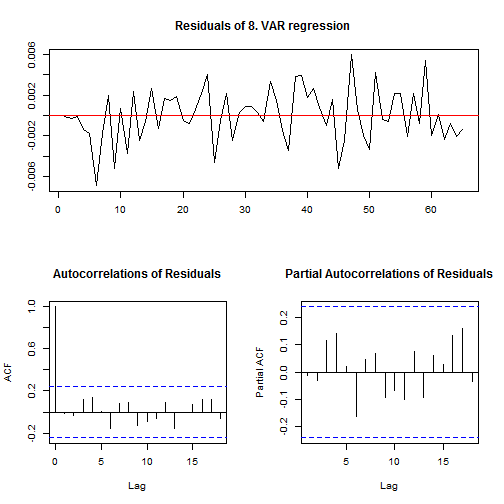 Residuals of 8. VAR regression
0.006
0.002
-0.002
-0.006
0 10 20 30 40 50 60
Autocorrelations of Residuals
Partial Autocorrelations of Residuals
ACF
1.0
0.6
0.2
-0.2
0 5 10 15
Lag
Partial ACF
0.2
0.1
0.0
-0.1
-0.2
5 10 15
Lag